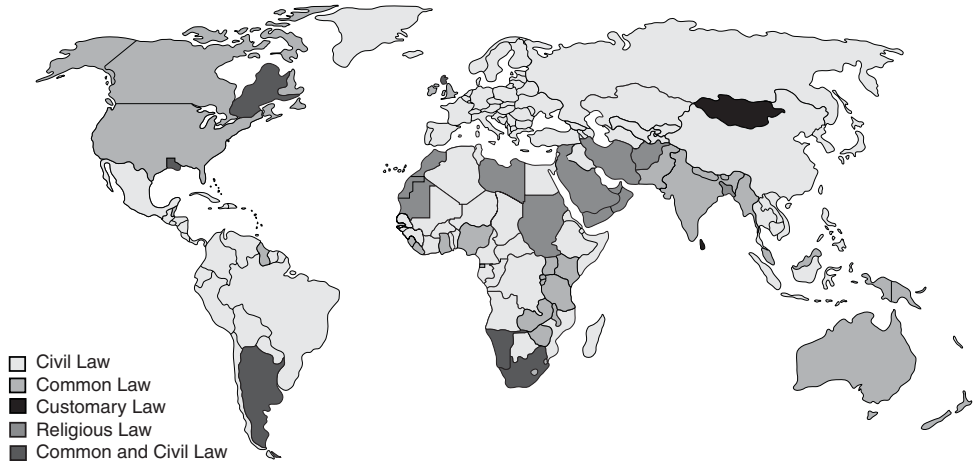 Civil Law
Common Law
Customary Law
Religious Law
Common and Civil Law